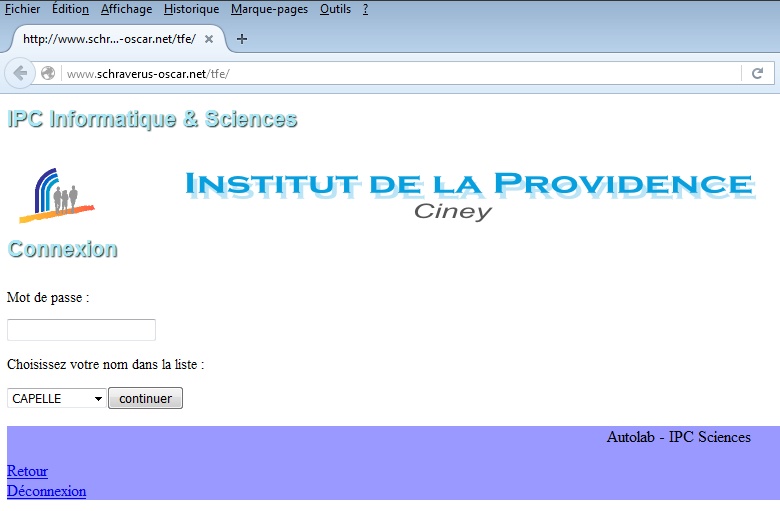 Fichier Édition Affichage Historique Marque-pages Outils ?
http://www.schr...-oscar.net/tfe/
www.schraverus-oscar.net/tfe/
IPC Informatique & Sciences
INSTITUT DE LA PROVIDENCE
Ciney
Connexion
Mot de passe :
Choisissez votre nom dans la liste :
CAPELLE continuer
Autolab - IPC Sciences
Retour
Déconnexion